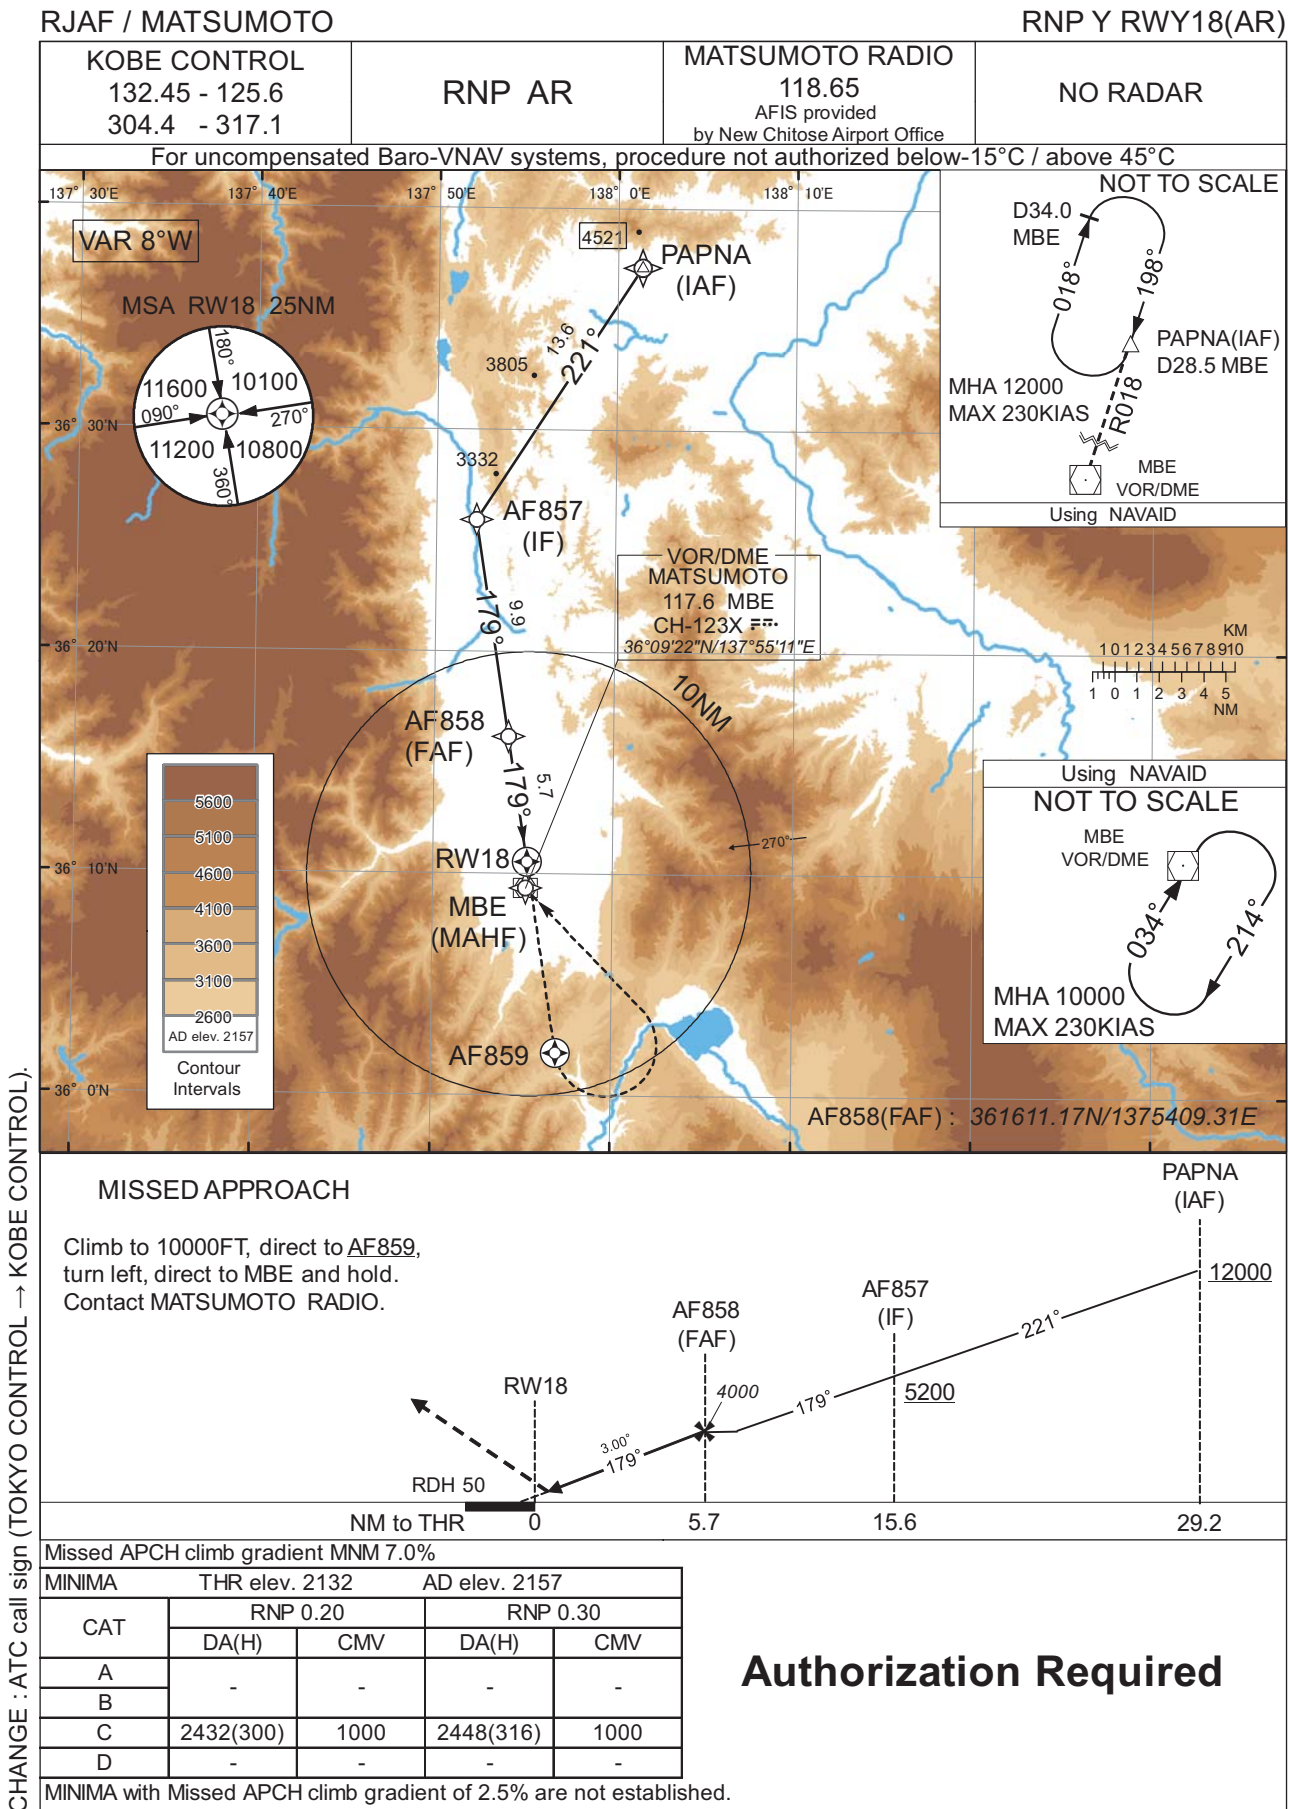 RJAF / MATSUMOTO
RNP Y RWY18(AR)
KOBE CONTROL
132.45 - 125.6
304.4 - 317.1
RNP AR
MATSUMOTO RADIO
118.65
AFIS provided
by New Chitose Airport Office
NO RADAR
For uncompensated Baro-VNAV systems, procedure not authorized below-15°C / above 45°C
137° 30'E
137° 40'E
137° 50'E
138° 0'E
138° 10'E
VAR 8°W
MSA RW18 25NM
180°
11600
10100
090°
270°
11200
10800
360°
4521
PAPNA
(IAF)
13.6
221°
3805
3332
36° 30'N
AF857
(IF)
NOT TO SCALE
D34.0
MBE
018°
198°
PAPNA(IAF)
D28.5 MBE
MHA 12000
MAX 230KIAS
R018
MBE
VOR/DME
Using NAVAID
VOR/DME
MATSUMOTO
117.6 MBE
CH-123X
36°09'22"N/137°55'11"E
179°
9.9
36° 20'N
KM
1 0 1 2 3 4 5 6 7 8 9 10
1 0 1 2 3 4 5
NM
10NM
AF858
(FAF)
179°
5.7
5600
5100
4600
4100
3600
3100
2600
AD elev. 2157
Contour
Intervals
RW18
36° 10'N
270°
MBE
(MAHF)
AF859
36° 0'N
Using NAVAID
NOT TO SCALE
MBE
VOR/DME
034°
214°
MHA 10000
MAX 230KIAS
AF858(FAF) : 361611.17N/1375409.31E
MISSED APPROACH
Climb to 10000FT, direct to AF859,
turn left, direct to MBE and hold.
Contact MATSUMOTO RADIO.
PAPNA
(IAF)
12000
AF857
(IF)
221°
5200
AF858
(FAF)
4000
179°
RW18
3.00°
179°
RDH 50
NM to THR
0
5.7
15.6
29.2
Missed APCH climb gradient MNM 7.0%
MINIMA THR elev. 2132 AD elev. 2157
CAT
RNP 0.20
RNP 0.30
DA(H) CMV DA(H) CMV
A
- - - -
B
C 2432(300) 1000 2448(316) 1000
D - - - -
MINIMA with Missed APCH climb gradient of 2.5% are not established.
Authorization Required
CHANGE : ATC call sign (TOKYO CONTROL → KOBE CONTROL).